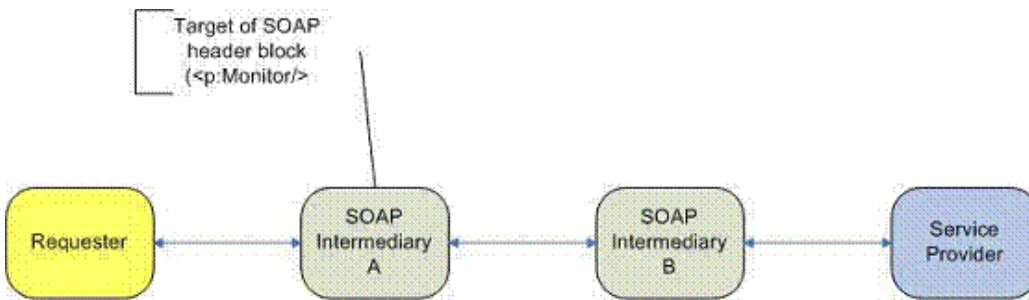 Target of SOAP
header block
(<p:Monitor/>
Requester
SOAP
Intermediary
A
SOAP
Intermediary
B
Service
Provider